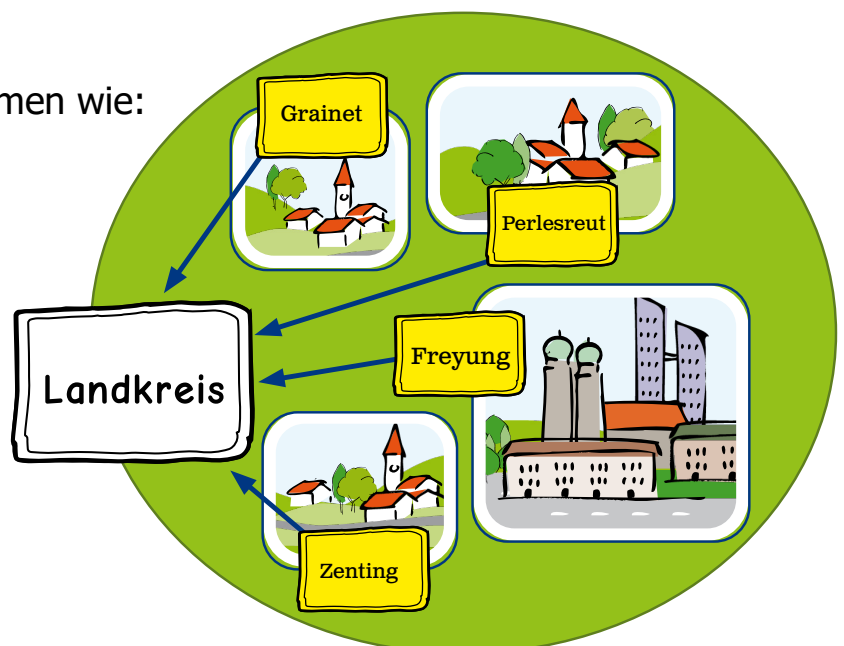 men wie:
Grainet
Perlesreut
Freyung
Landkreis
Zenting